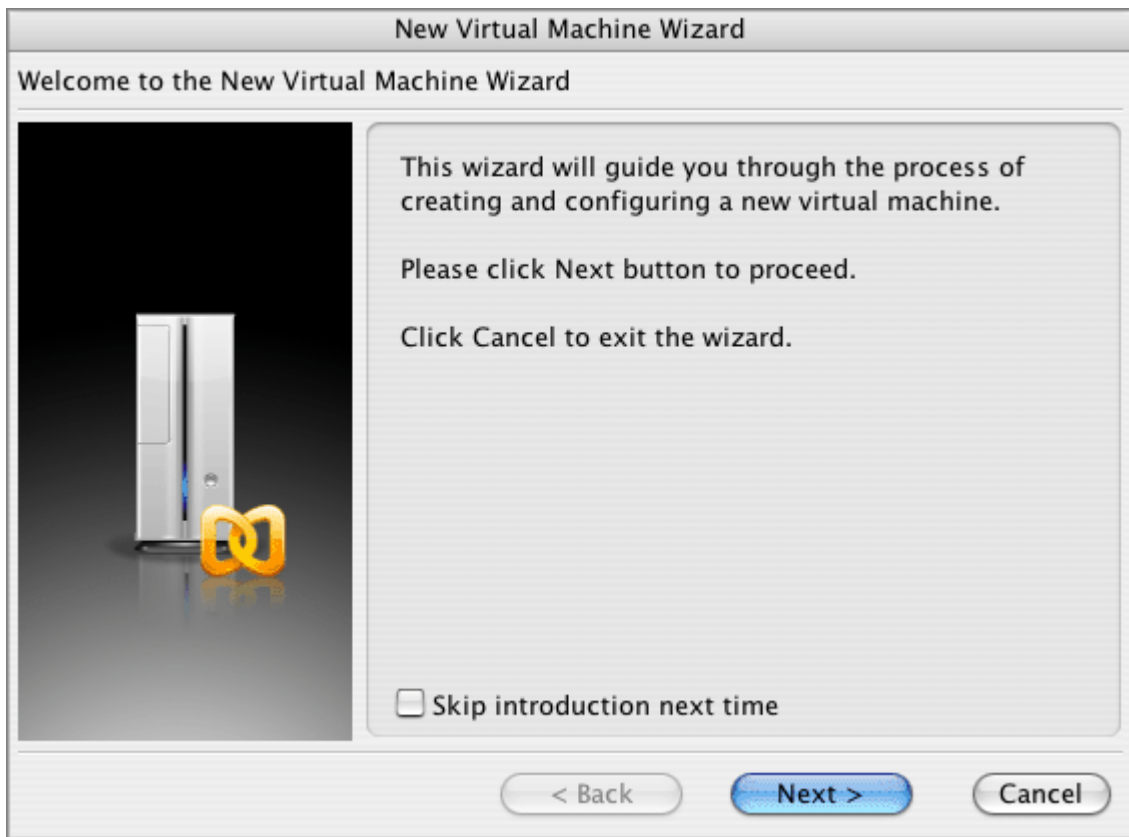 New Virtual Machine Wizard
Welcome to the New Virtual Machine Wizard
This wizard will guide you through the process of
creating and configuring a new virtual machine.
Please click Next button to proceed.
Click Cancel to exit the wizard.
Skip introduction next time
< Back
Next >
Cancel